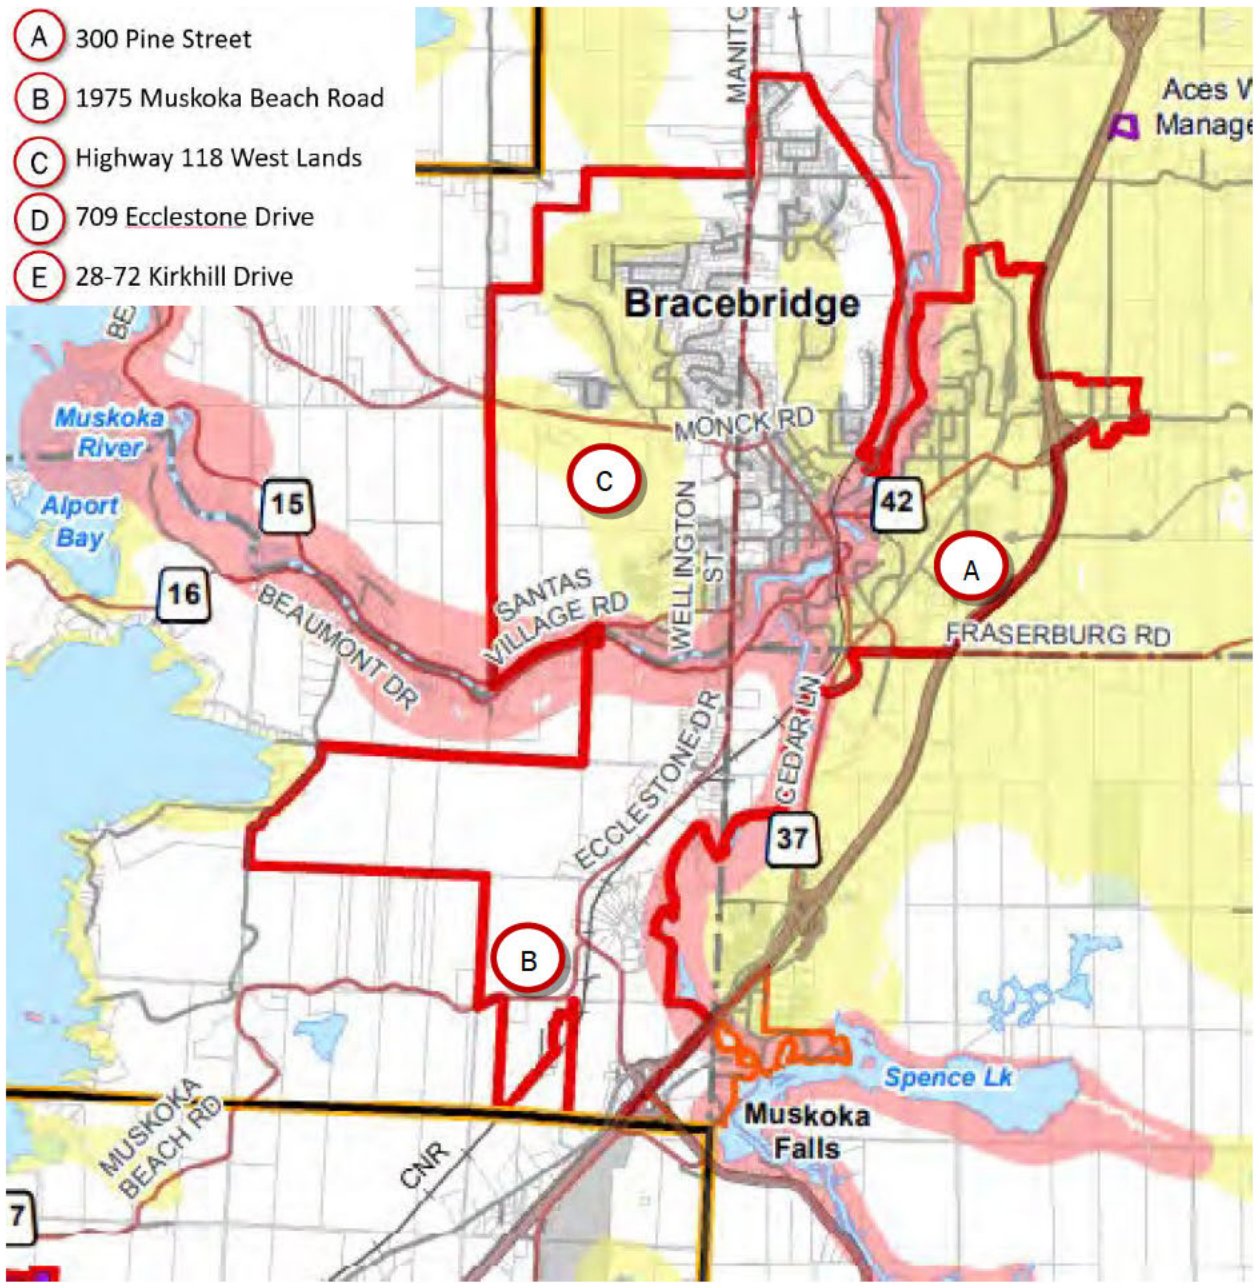 A 300 Pine Street
B 1975 Muskoka Beach Road
C Highway 118 West Lands
D 709 Ecclestone Drive
E 28-72 Kirkhill Drive
MANITO
Aces W
Manage
Bracebridge
BE
Muskoka
River
MONCK RD
C
15
Alport
Bay
42
WELLINGTON
ST
A
16
SANTAS
VILLAGE RD
BEAUMONT DR
FRASERBURG RD
CEDAR LN
ECCLESTONE DR
37
B
Spence Lk
MUSKOKA
BEACH RD
Muskoka
Falls
CNR
7